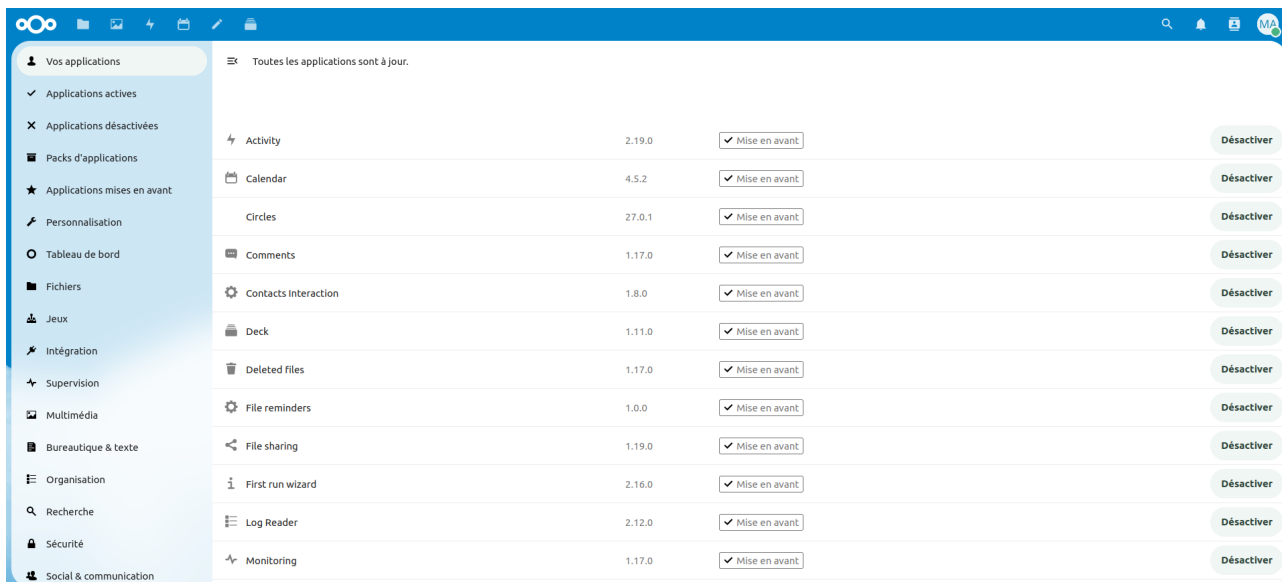 MA
Vos applications
Toutes les applications sont à jour.
Applications actives
Applications désactivées
Packs d'applications
Applications mises en avant
Personnalisation
Tableau de bord
Fichiers
Jeux
Intégration
Supervision
Multimédia
Bureautique & texte
Organisation
Recherche
Sécurité
Social & communication
Activity 2.19.0 Mise en avant Désactiver
Calendar 4.5.2 Mise en avant Désactiver
Circles 27.0.1 Mise en avant Désactiver
Comments 1.17.0 Mise en avant Désactiver
Contacts Interaction 1.8.0 Mise en avant Désactiver
Deck 1.11.0 Mise en avant Désactiver
Deleted files 1.17.0 Mise en avant Désactiver
File reminders 1.0.0 Mise en avant Désactiver
File sharing 1.19.0 Mise en avant Désactiver
First run wizard 2.16.0 Mise en avant Désactiver
Log Reader 2.12.0 Mise en avant Désactiver
Monitoring 1.17.0 Mise en avant Désactiver